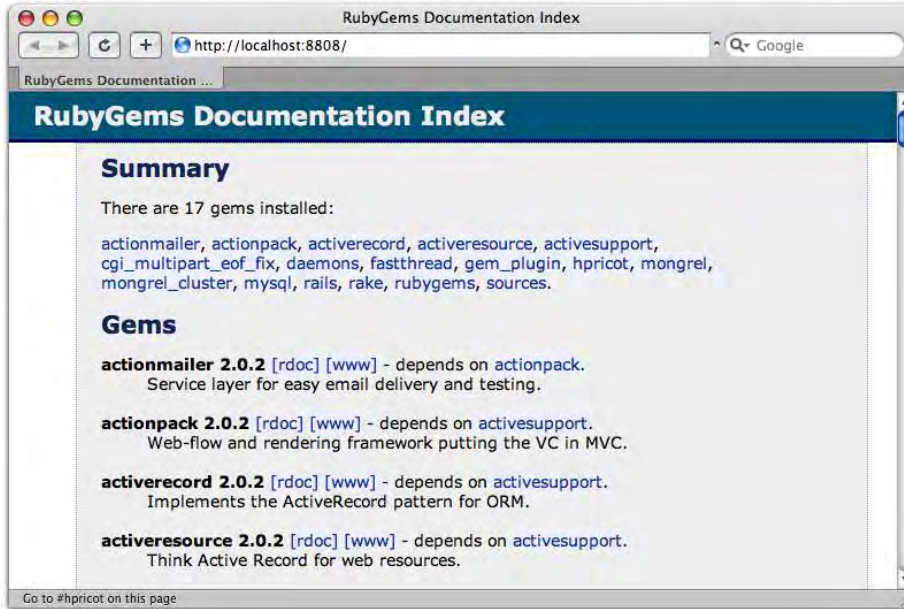 RubyGems Documentation Index
http://localhost:8808/
Google
RubyGems Documentation ...
RubyGems Documentation Index
Summary
There are 17 gems installed:
actionmailer, actionpack, activerecord, activeresource, activesupport,
cgi_multipart_eof_fix, daemons, fastthread, gem_plugin, hpricot, mongrel,
mongrel_cluster, mysql, rails, rake, rubygems, sources.
Gems
actionmailer 2.0.2 [rdoc] [www] - depends on actionpack.
Service layer for easy email delivery and testing.
actionpack 2.0.2 [rdoc] [www] - depends on activesupport.
Web-flow and rendering framework putting the VC in MVC.
activerecord 2.0.2 [rdoc] [www] - depends on activesupport.
Implements the ActiveRecord pattern for ORM.
activeresource 2.0.2 [rdoc] [www] - depends on activesupport.
Think Active Record for web resources.
Go to #hpricot on this page